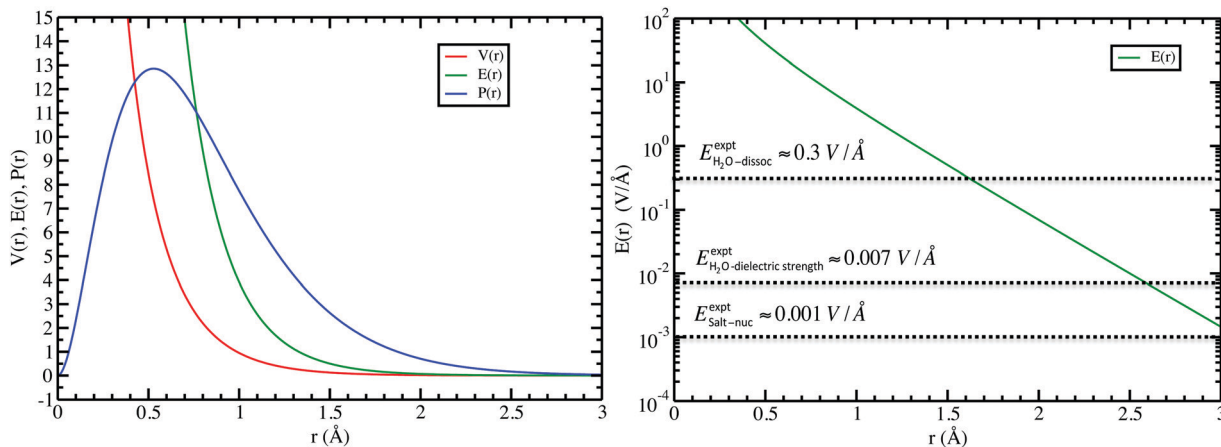 V(r), E(r), P(r)
15
14
13
12
11
10
9
8
7
6
5
4
3
2
1
0
-1
V(r)
E(r)
P(r)
0 0.5 1 1.5 2 2.5 3
r (Å)
E(r) (V/Å)
10^2
10^1
10^0
10^-1
10^-2
10^-3
10^-4
E(r)
E^expt_H₂O−dissoc ≈ 0.3 V / Å
E^expt_H₂O-dielectric strength ≈ 0.007 V / Å
E^expt_Salt−nuc ≈ 0.001 V / Å
0 0.5 1 1.5 2 2.5 3
r (Å)